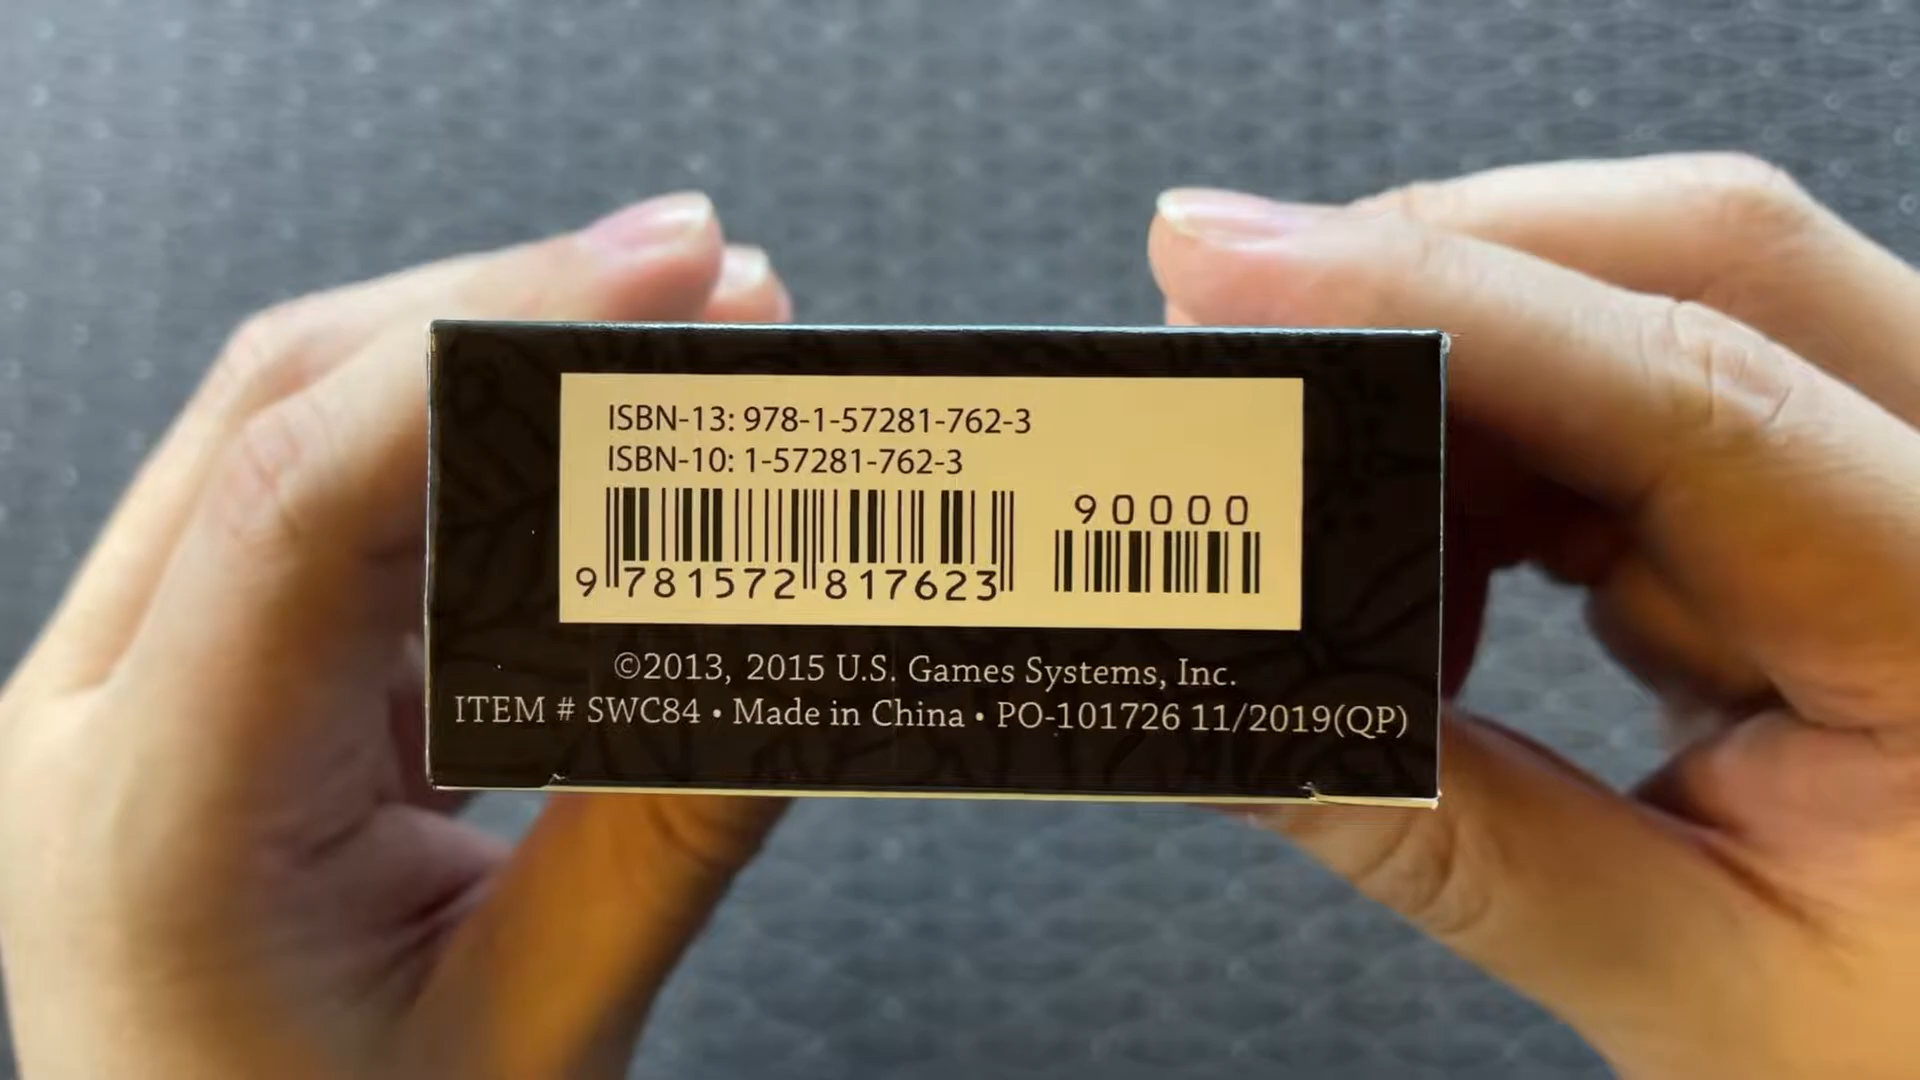 ISBN-13: 978-1-57281-762-3
ISBN-10: 1-57281-762-3
90000
9 781572 817623
©2013, 2015 U.S. Games Systems, Inc.
ITEM # SWC84 • Made in China • PO-101726 11/2019(QP)